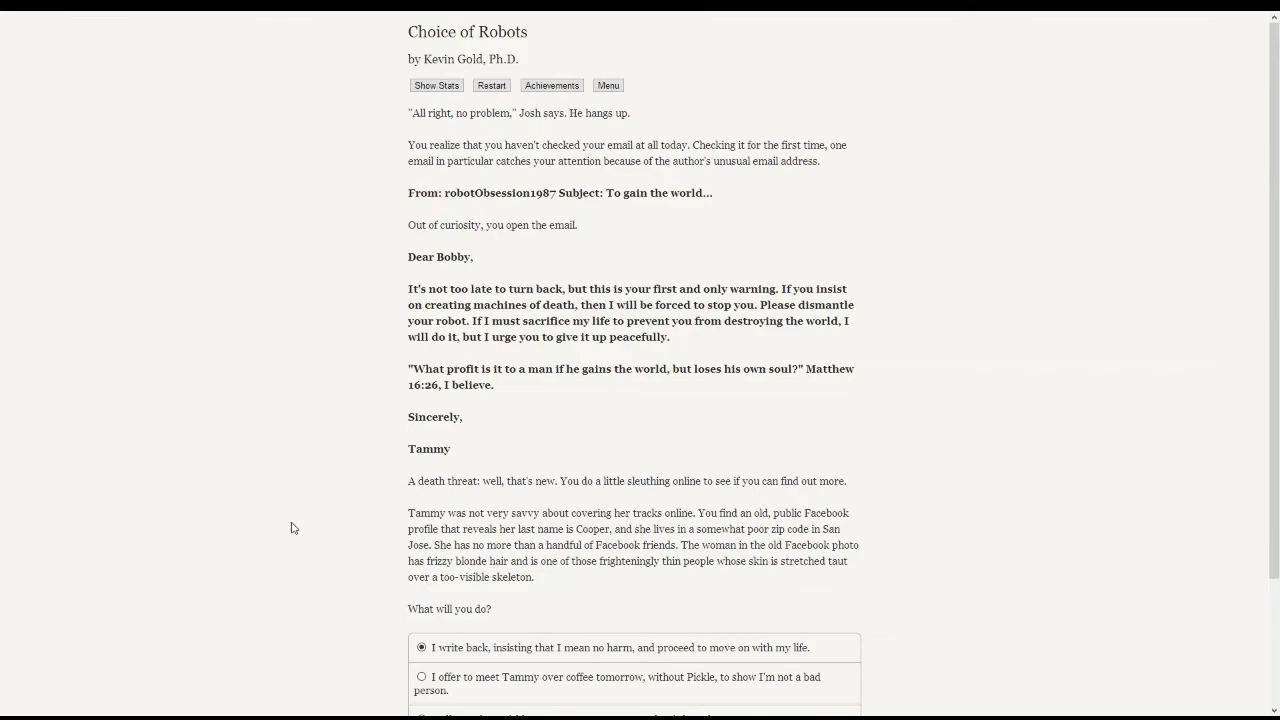 Choice of Robots
by Kevin Gold, Ph.D.
Show Stats Restart Achievements Menu
"All right, no problem," Josh says. He hangs up.
You realize that you haven't checked your email at all today. Checking it for the first time, one
email in particular catches your attention because of the author's unusual email address.
From: robotObsession1987 Subject: To gain the world...
Out of curiosity, you open the email.
Dear Bobby,
It's not too late to turn back, but this is your first and only warning. If you insist
on creating machines of death, then I will be forced to stop you. Please dismantle
your robot. If I must sacrifice my life to prevent you from destroying the world, I
will do it, but I urge you to give it up peacefully.
"What profit is it to a man if he gains the world, but loses his own soul?" Matthew
16:26, I believe.
Sincerely,
Tammy
A death threat: well, that's new. You do a little sleuthing online to see if you can find out more.
Tammy was not very savvy about covering her tracks online. You find an old, public Facebook
profile that reveals her last name is Cooper, and she lives in a somewhat poor zip code in San
Jose. She has no more than a handful of Facebook friends. The woman in the old Facebook photo
has frizzy blonde hair and is one of those frighteningly thin people whose skin is stretched taut
over a too-visible skeleton.
What will you do?
I write back, insisting that I mean no harm, and proceed to move on with my life.
I offer to meet Tammy over coffee tomorrow, without Pickle, to show I'm not a bad
person.